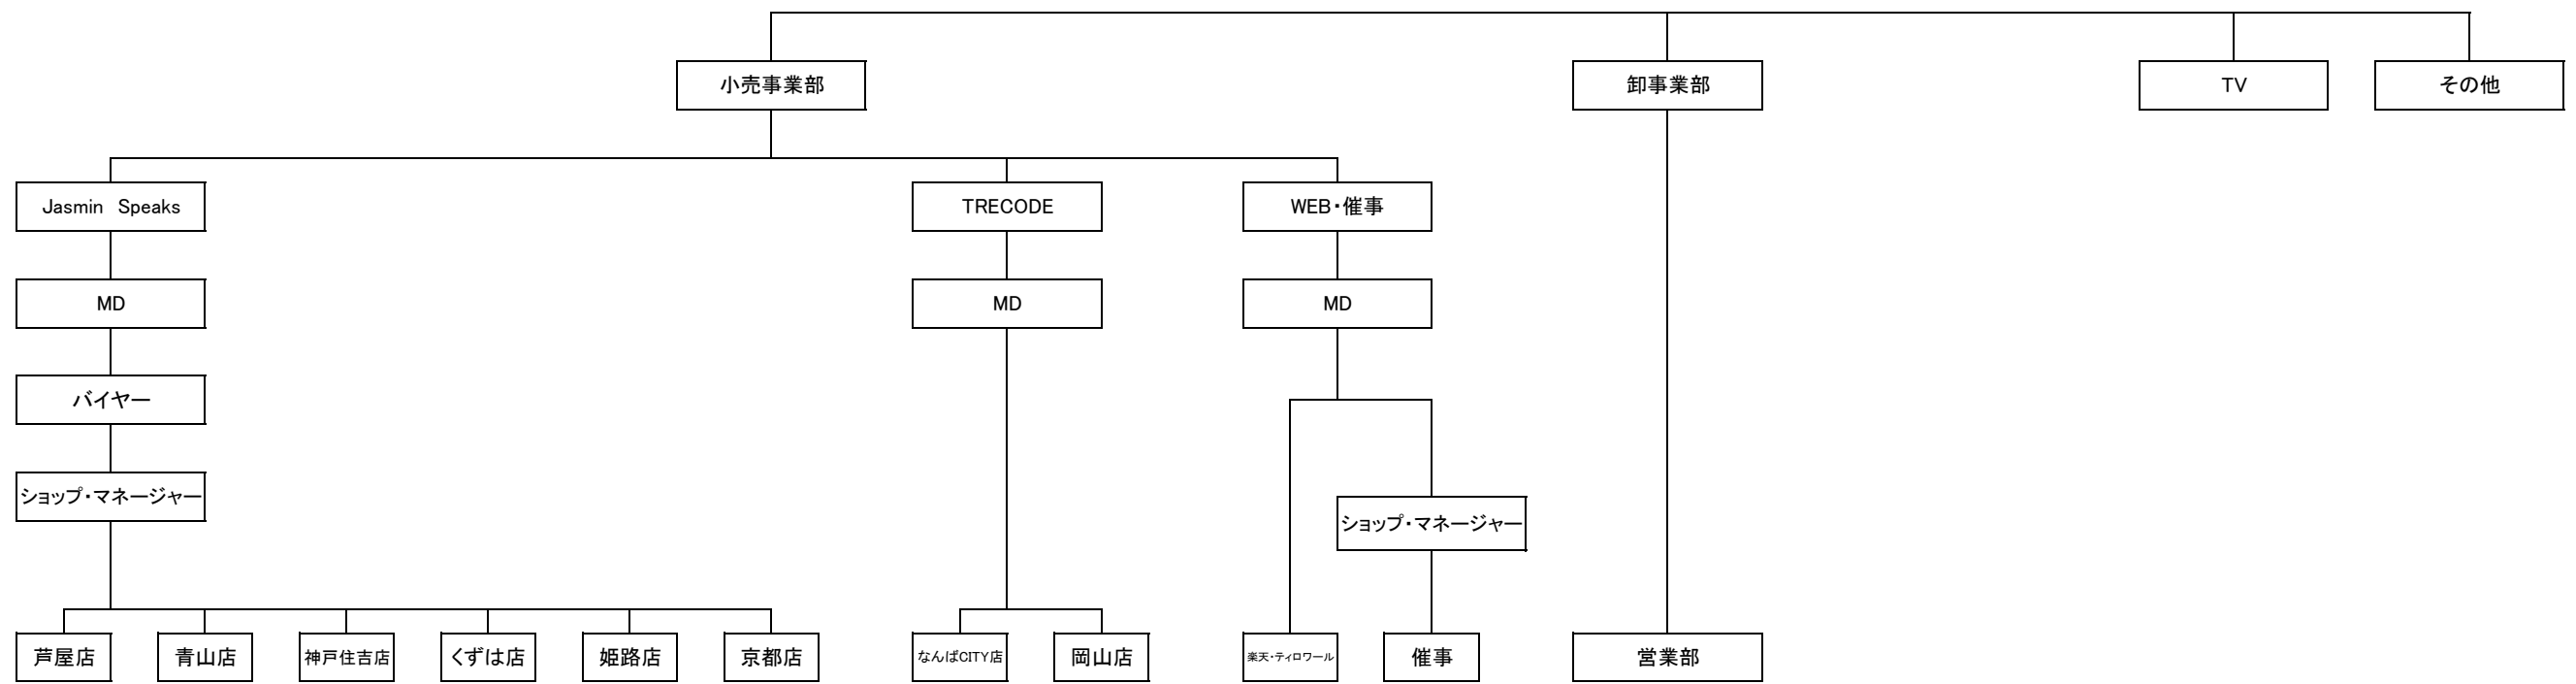 小売事業部
卸事業部
TV
その他
Jasmin　Speaks
TRECODE
WEB・催事
MD
MD
MD
バイヤー
ショップ・マネージャー
ショップ・マネージャー
芦屋店
青山店
神戸住吉店
くずは店
姫路店
京都店
なんばCITY店
岡山店
楽天・ティロワール
催事
営業部